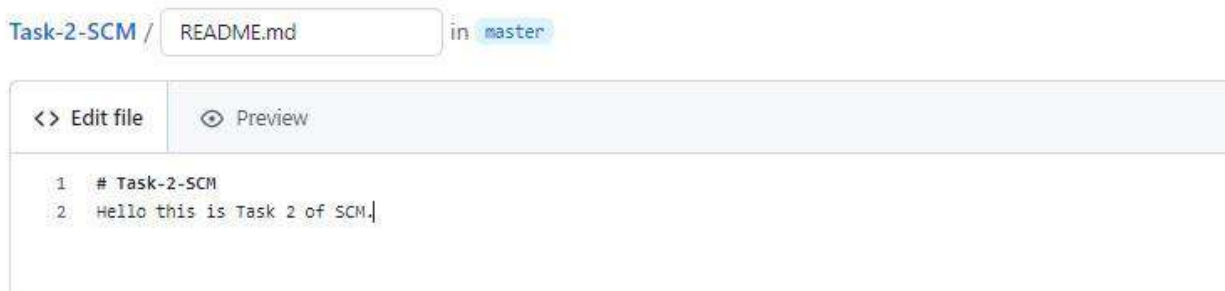 Task-2-SCM / README.md in master
<> Edit file Preview
1 # Task-2-SCM
2 Hello this is Task 2 of SCM.